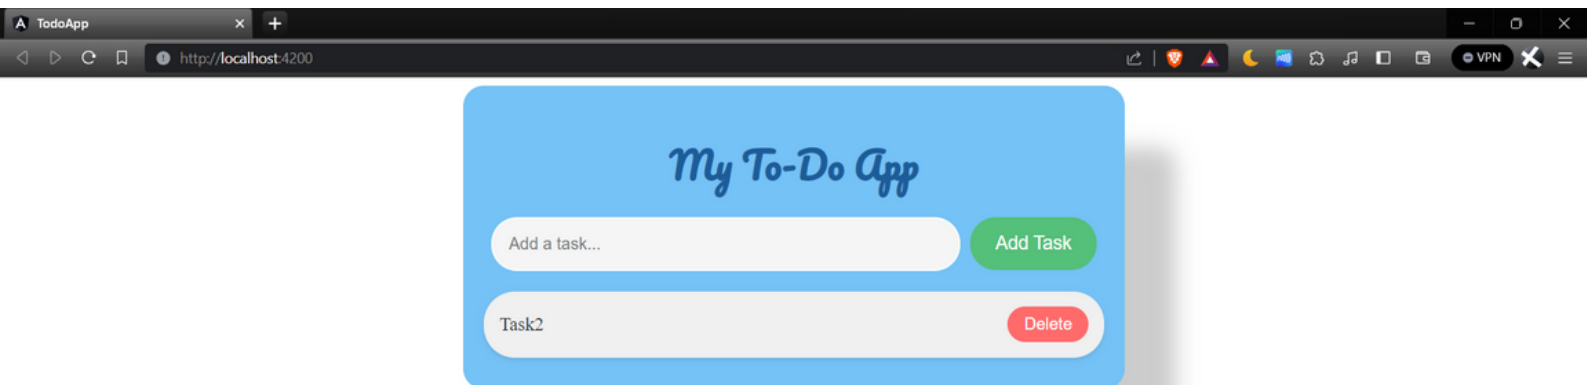 TodoApp
http://localhost:4200
VPN
My To-Do App
Add a task...
Add Task
Task2
Delete